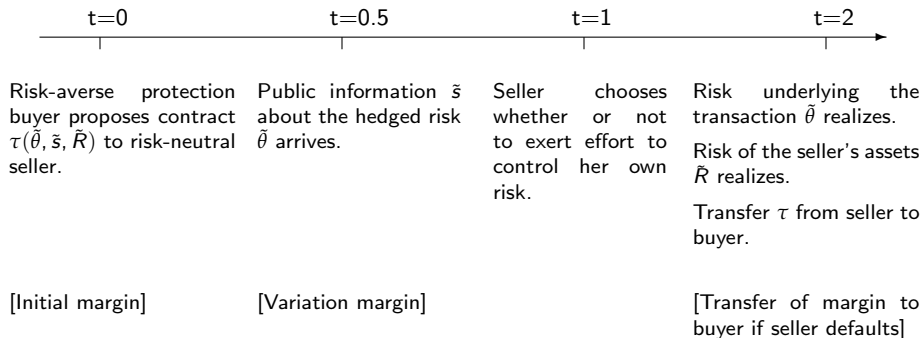 t=0 t=0.5 t=1 t=2
Risk-averse protection
buyer proposes contract
τ(θ̃, s̃, R̃) to risk-neutral
seller.
Public information s̃
about the hedged risk
θ̃ arrives.
Seller chooses
whether or not
to exert effort to
control her own
risk.
Risk underlying the
transaction θ̃ realizes.
Risk of the seller's assets
R̃ realizes.
Transfer τ from seller to
buyer.
[Initial margin]
[Variation margin]
[Transfer of margin to
buyer if seller defaults]